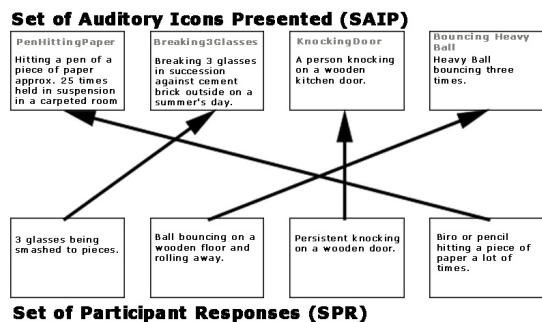 Set of Auditory Icons Presented (SAIP)
PenHittingPaper
Hitting a pen of a
piece of paper
approx. 25 times
held in suspension
in a carpeted room
Breaking3Glasses
Breaking 3 glasses
in succession
against cement
brick outside on a
summer's day.
KnockingDoor
A person knocking
on a wooden
kitchen door.
Bouncing Heavy
Ball
Heavy Ball
bouncing three
times.
3 glasses being
smashed to pieces.
Ball bouncing on a
wooden floor and
rolling away.
Persistent knocking
on a wooden door.
Biro or pencil
hitting a piece of
paper a lot of
times.
Set of Participant Responses (SPR)